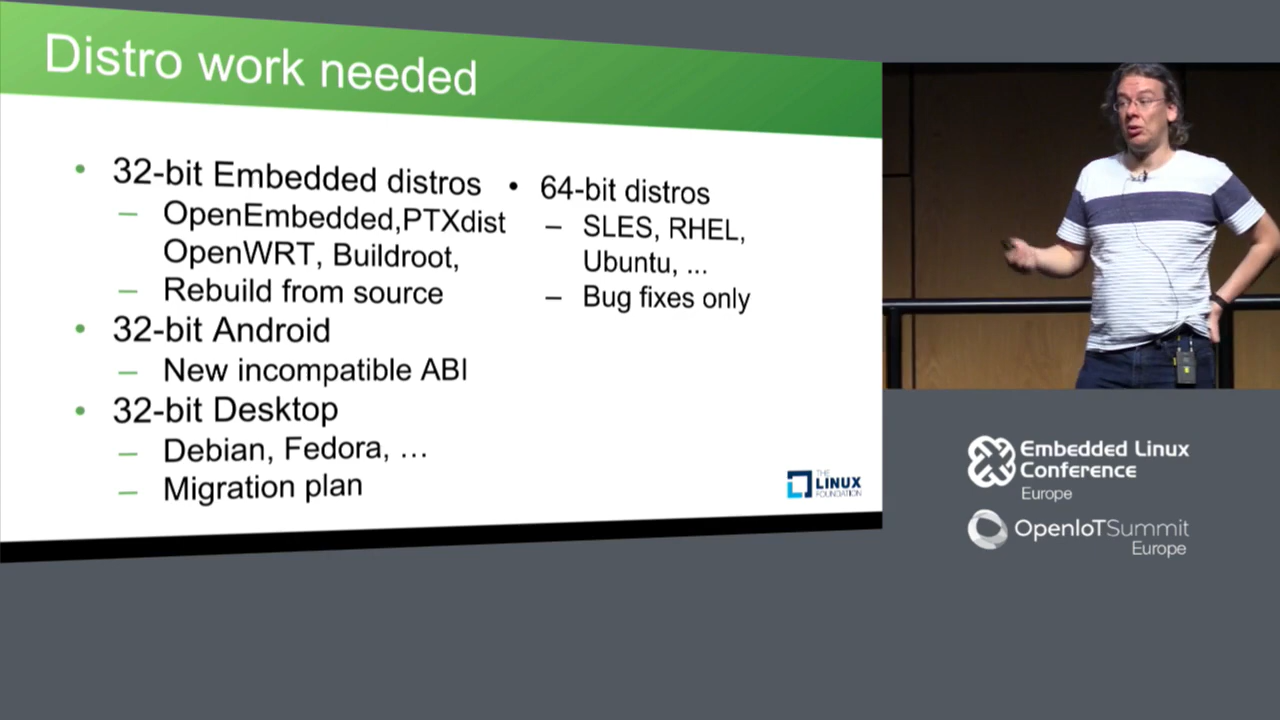 Distro work needed
• 32-bit Embedded distros
– OpenEmbedded,PTXdist
OpenWRT, Buildroot,
– Rebuild from source
• 32-bit Android
– New incompatible ABI
• 32-bit Desktop
– Debian, Fedora, …
– Migration plan
• 64-bit distros
– SLES, RHEL,
Ubuntu, ...
– Bug fixes only
THE
LINUX
FOUNDATION
Embedded Linux
Conference
Europe
OpenIoTSummit
Europe